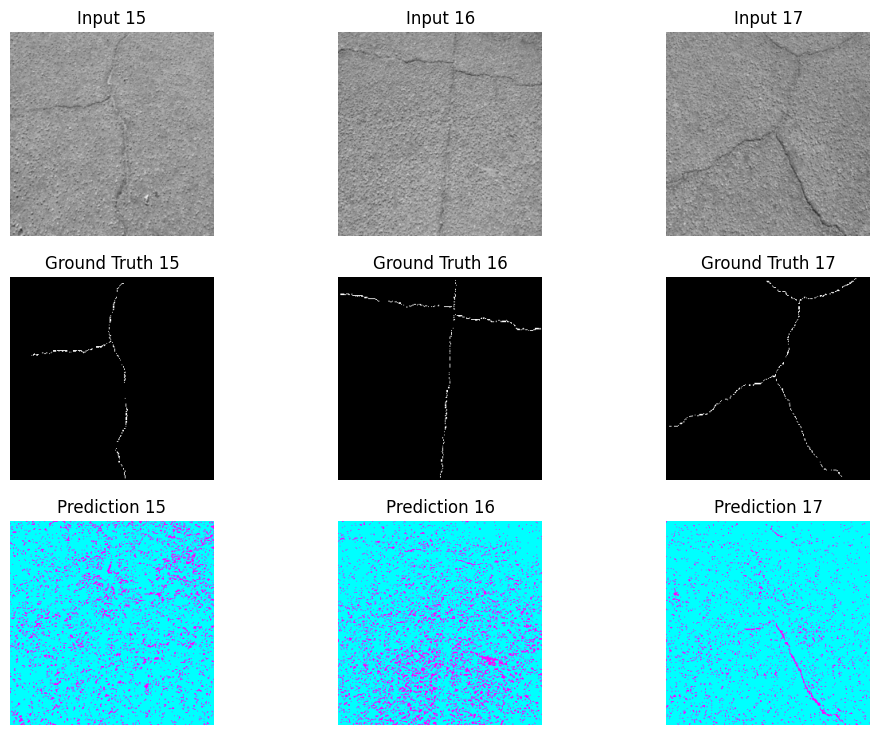 Input 15
Input 16
Input 17
Ground Truth 15
Ground Truth 16
Ground Truth 17
Prediction 15
Prediction 16
Prediction 17